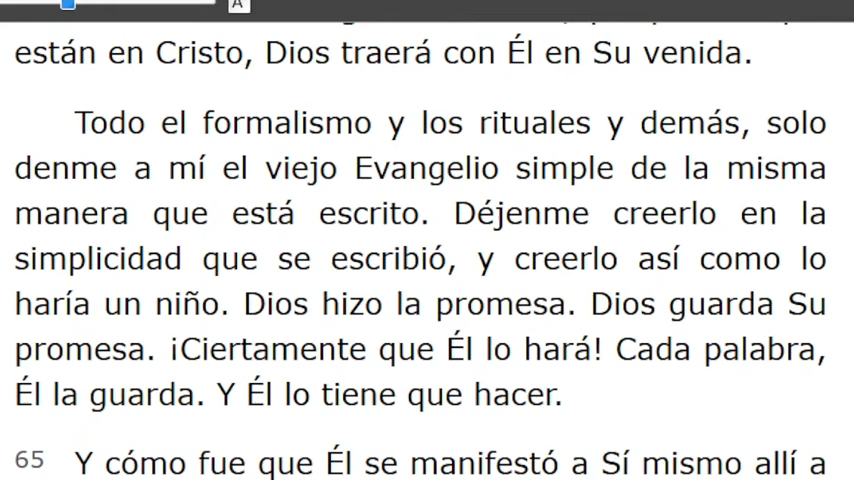 A
están en Cristo, Dios traerá con Él en Su venida.
Todo el formalismo y los rituales y demás, solo
denme a mí el viejo Evangelio simple de la misma
manera que está escrito. Déjenme creerlo en la
simplicidad que se escribió, y creerlo así como lo
haría un niño. Dios hizo la promesa. Dios guarda Su
promesa. ¡Ciertamente que Él lo hará! Cada palabra,
Él la guarda. Y Él lo tiene que hacer.
65 Y cómo fue que Él se manifestó a Sí mismo allí a